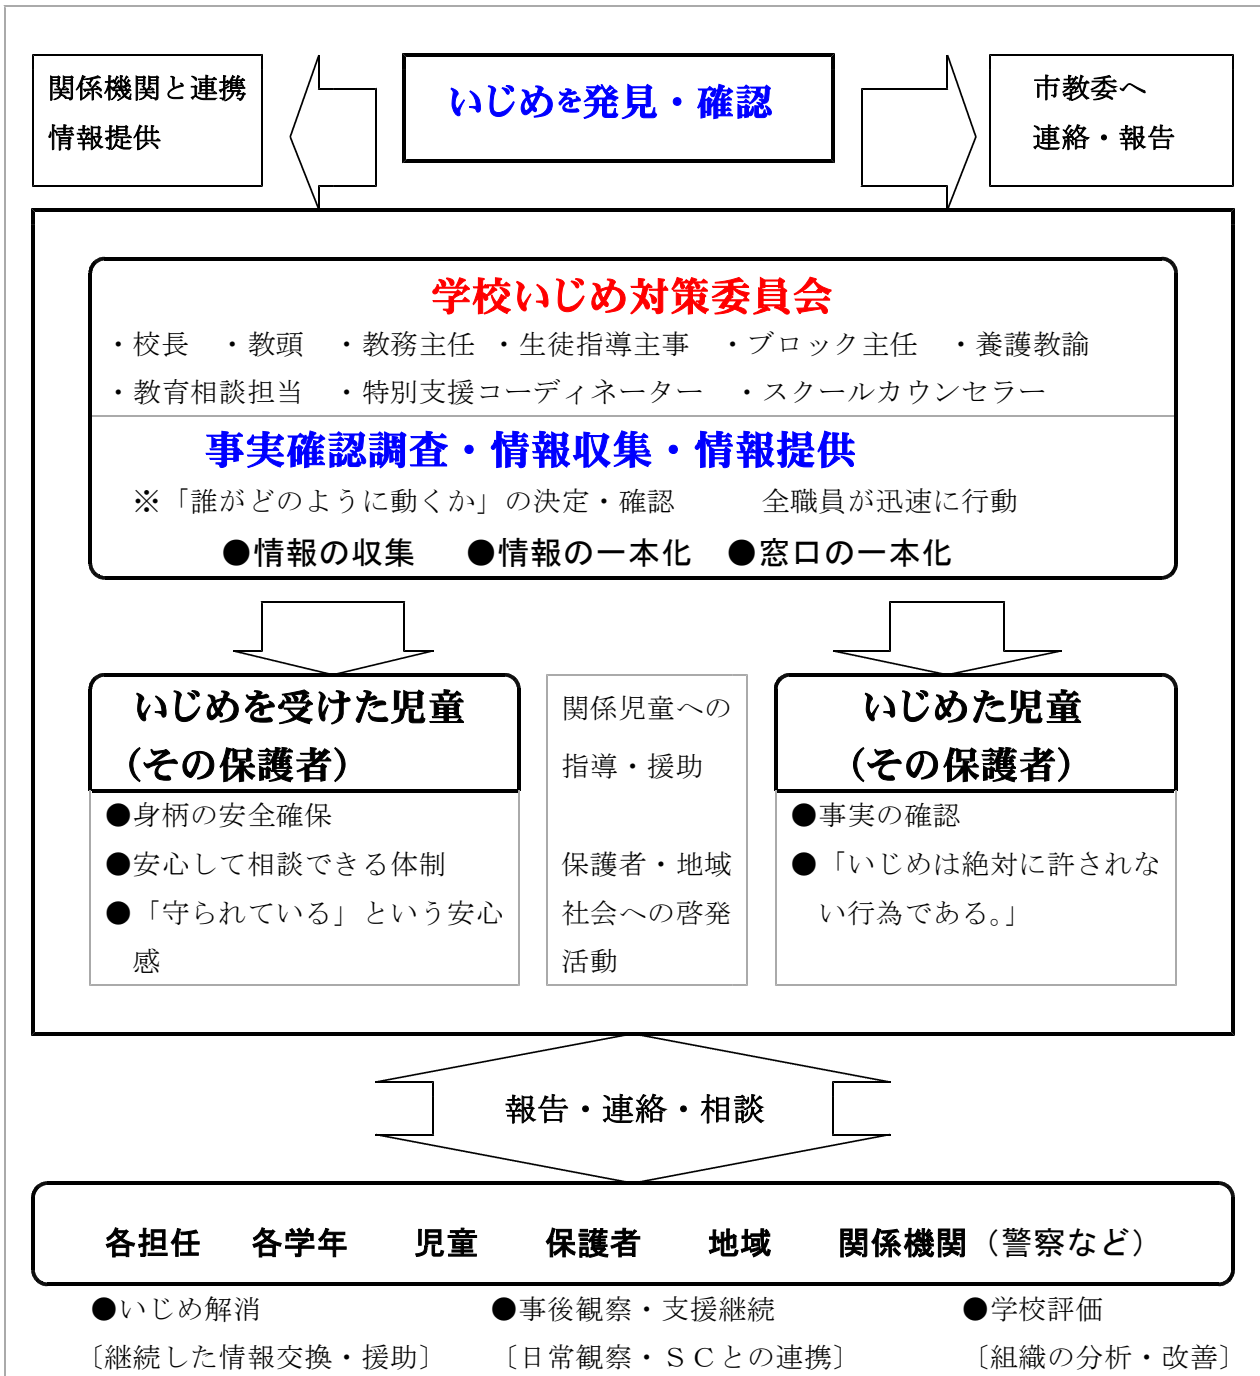 関係機関と連携
情報提供
いじめを発見・確認
市教委へ
連絡・報告
学校いじめ対策委員会
・校長　・教頭　・教務主任　・生徒指導主事　・ブロック主任　・養護教諭
・教育相談担当　・特別支援コーディネーター　・スクールカウンセラー
事実確認調査・情報収集・情報提供
※「誰がどのように動くか」の決定・確認　　　全職員が迅速に行動
●情報の収集　●情報の一本化　●窓口の一本化
いじめを受けた児童
（その保護者）
●身柄の安全確保
●安心して相談できる体制
●「守られている」という安心
感
関係児童への
指導・援助
保護者・地域
社会への啓発
活動
いじめた児童
（その保護者）
●事実の確認
●「いじめは絶対に許されな
い行為である。」
報告・連絡・相談
各担任　各学年　児童　保護者　地域　関係機関（警察など）
●いじめ解消　●事後観察・支援継続　●学校評価
〔継続した情報交換・援助〕　〔日常観察・ＳＣとの連携〕　〔組織の分析・改善〕